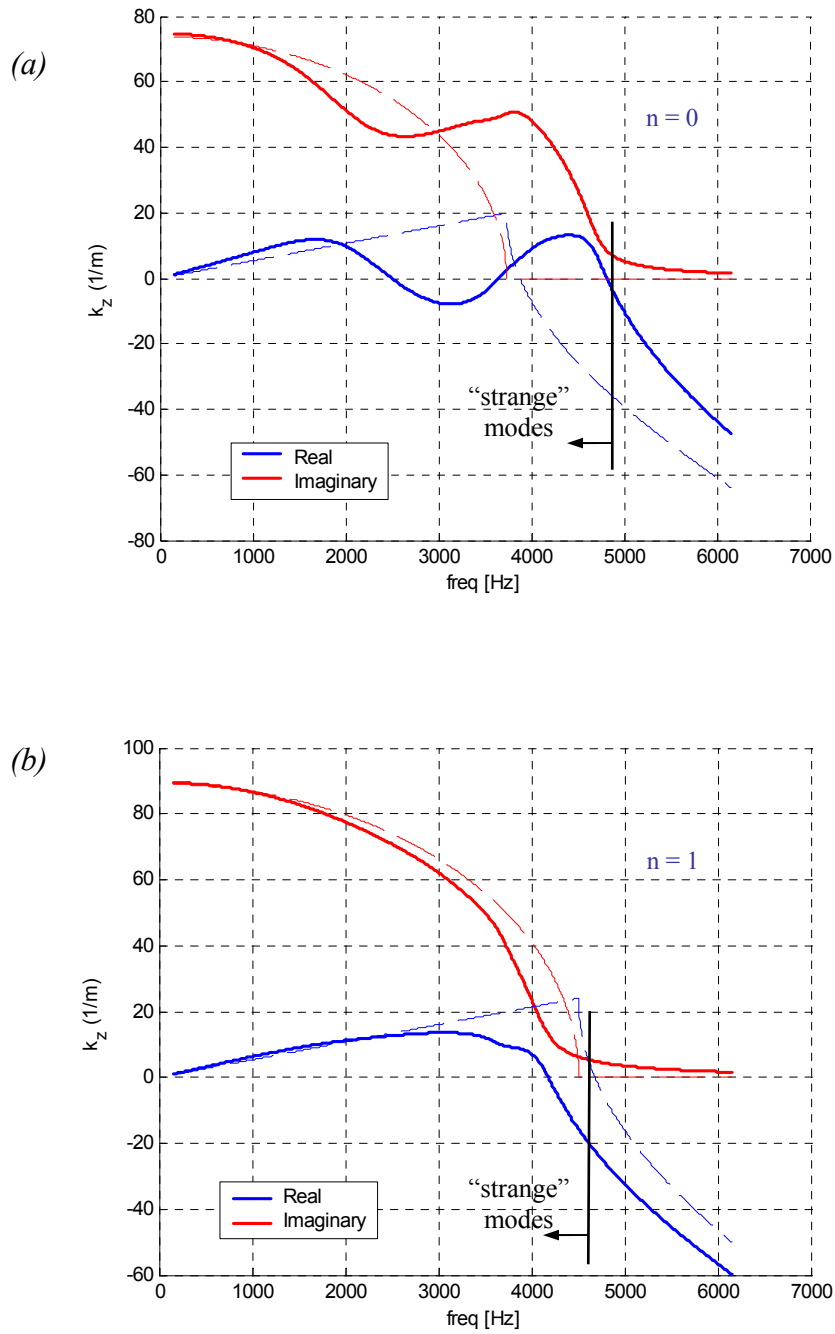 (a)
80
60
40
20
0
-20
-40
-60
-80
k_z (1/m)
n = 0
“strange”
modes
Real
Imaginary
0 1000 2000 3000 4000 5000 6000 7000
freq [Hz]
(b)
100
80
60
40
20
0
-20
-40
-60
k_z (1/m)
n = 1
“strange”
modes
Real
Imaginary
0 1000 2000 3000 4000 5000 6000 7000
freq [Hz]